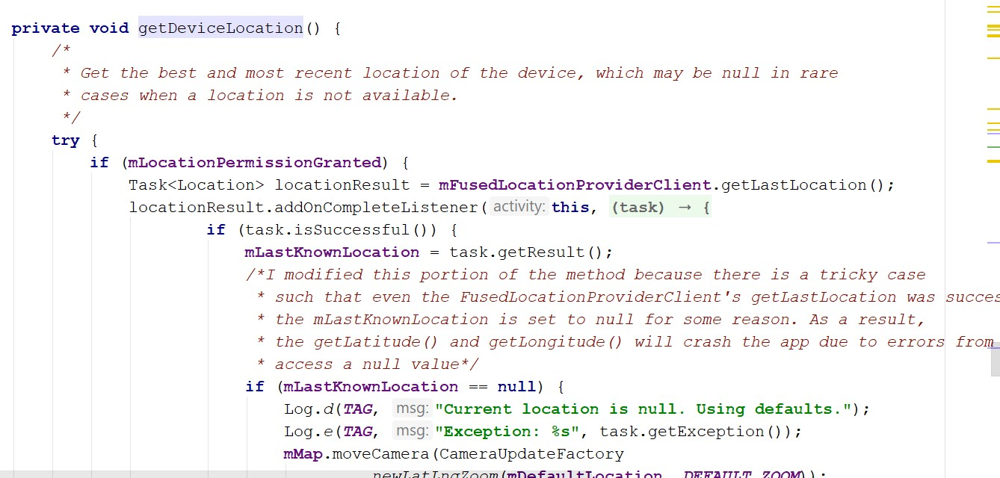 private void getDeviceLocation() {
/*
* Get the best and most recent location of the device, which may be null in rare
* cases when a location is not available.
*/
try {
if (mLocationPermissionGranted) {
Task<Location> locationResult = mFusedLocationProviderClient.getLastLocation();
locationResult.addOnCompleteListener( activity: this, (task) → {
if (task.isSuccessful()) {
mLastKnownLocation = task.getResult();
/*I modified this portion of the method because there is a tricky case
* such that even the FusedLocationProviderClient's getLastLocation was succes
* the mLastKnownLocation is set to null for some reason. As a result,
* the getLatitude() and getLongitude() will crash the app due to errors from
* access a null value*/
if (mLastKnownLocation == null) {
Log.d(TAG, msg: "Current location is null. Using defaults.");
Log.e(TAG, msg: "Exception: %s", task.getException());
mMap.moveCamera(CameraUpdateFactory
newLatLngZoom(mDefaultLocation, DEFAULT_ZOOM));